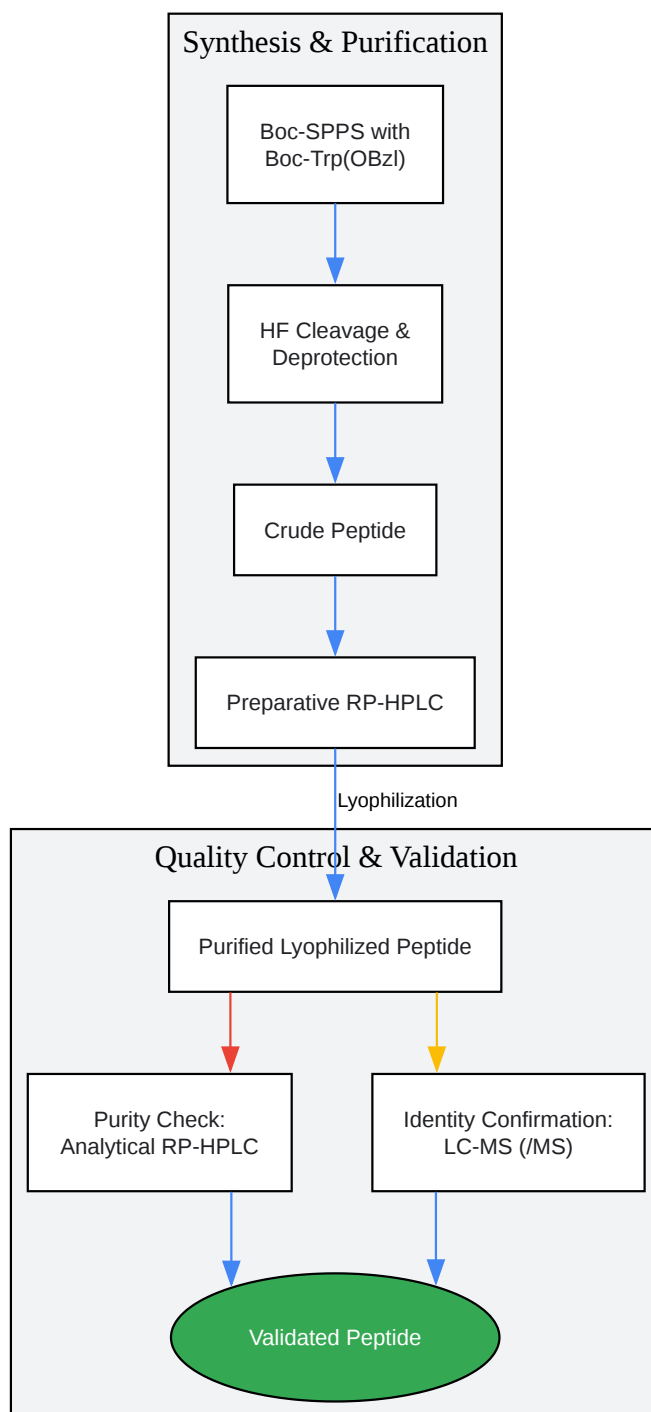 Synthesis & Purification
Boc-SPPS with
Boc-Trp(OBzl)
HF Cleavage &
Deprotection
Crude Peptide
Preparative RP-HPLC
Lyophilization
Quality Control & Validation
Purified Lyophilized Peptide
Purity Check:
Analytical RP-HPLC
Identity Confirmation:
LC-MS (/MS)
Validated Peptide